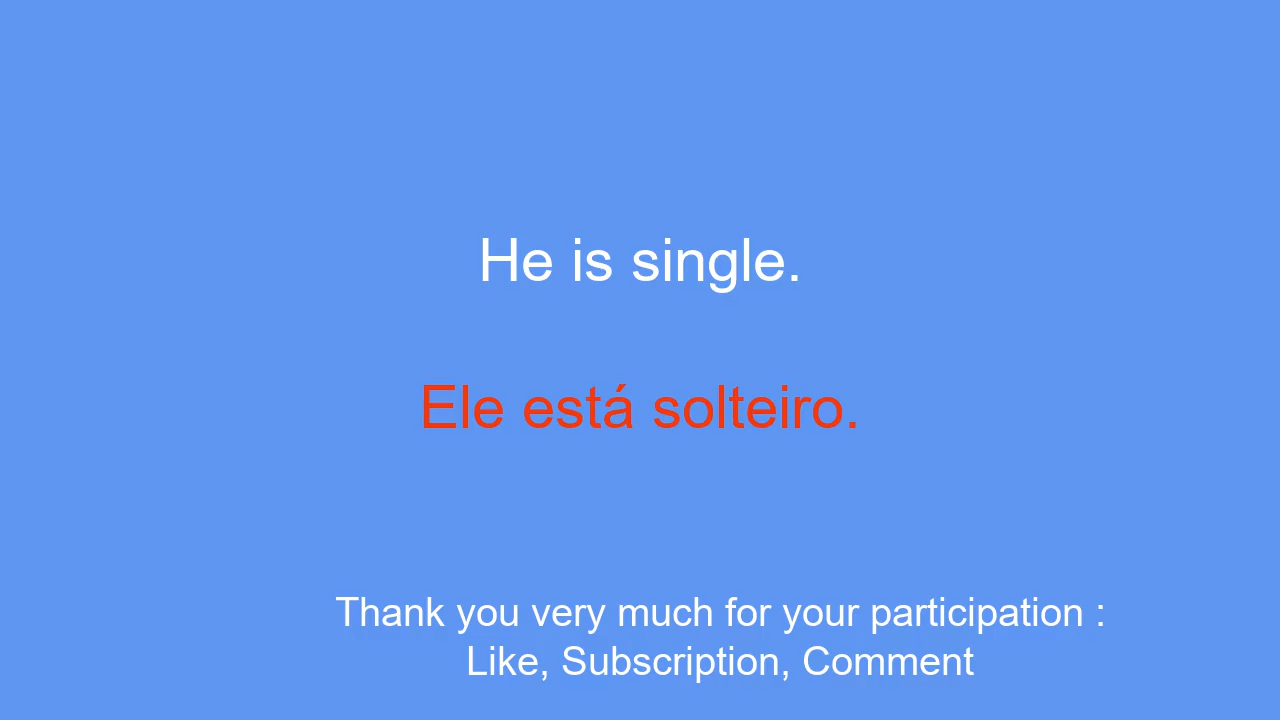 He is single.
Ele está solteiro.
Thank you very much for your participation :
Like, Subscription, Comment